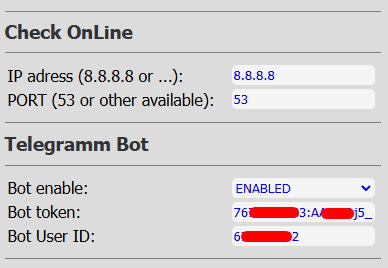 Check OnLine
IP adress (8.8.8.8 or ...): 8.8.8.8
PORT (53 or other available): 53
Telegramm Bot
Bot enable: ENABLED
Bot token:
Bot User ID: